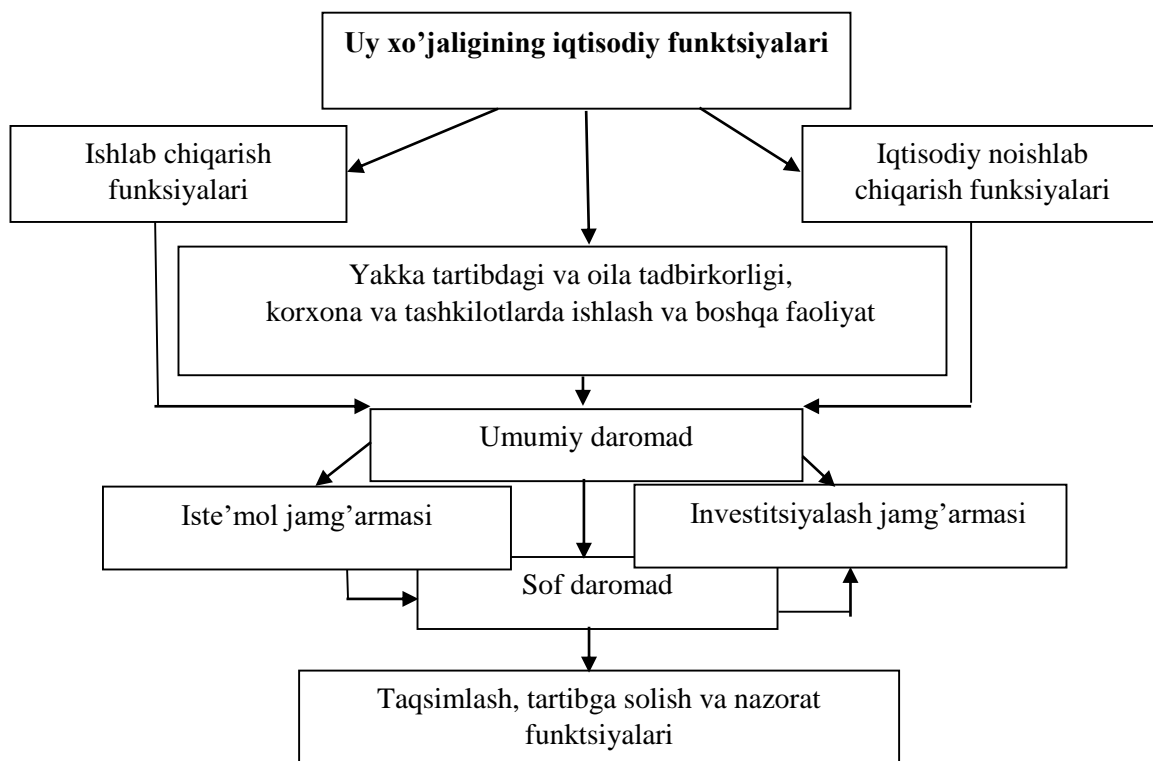 Uy xo’jaligining iqtisodiy funktsiyalari
Ishlab chiqarish
funksiyalari
Iqtisodiy noishlab
chiqarish funksiyalari
Yakka tartibdagi va oila tadbirkorligi,
korxona va tashkilotlarda ishlash va boshqa faoliyat
Umumiy daromad
Iste’mol jamg’armasi
Investitsiyalash jamg’armasi
Sof daromad
Taqsimlash, tartibga solish va nazorat
funktsiyalari